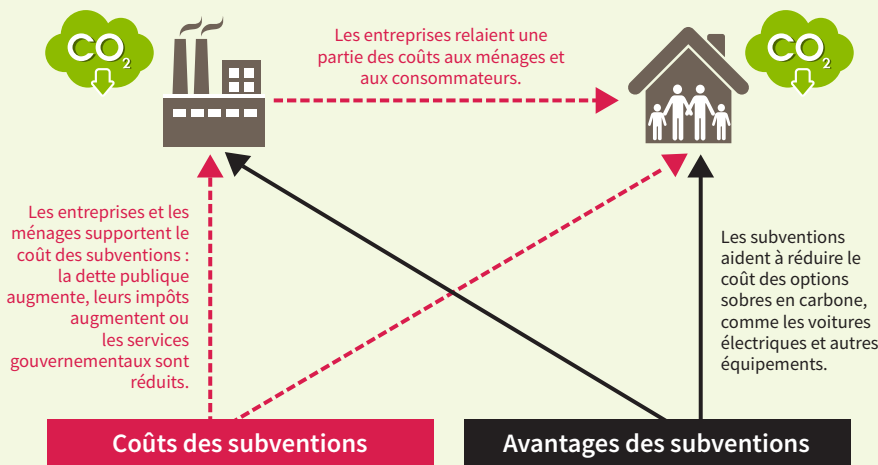 CO₂
Les entreprises relaient une
partie des coûts aux ménages et
aux consommateurs.
CO₂
Les entreprises et les
ménages supportent le
coût des subventions :
la dette publique
augmente, leurs impôts
augmentent ou
les services
gouvernementaux sont
réduits.
Les subventions
aident à réduire le
coût des options
sobres en carbone,
comme les voitures
électriques et autres
équipements.
Coûts des subventions
Avantages des subventions